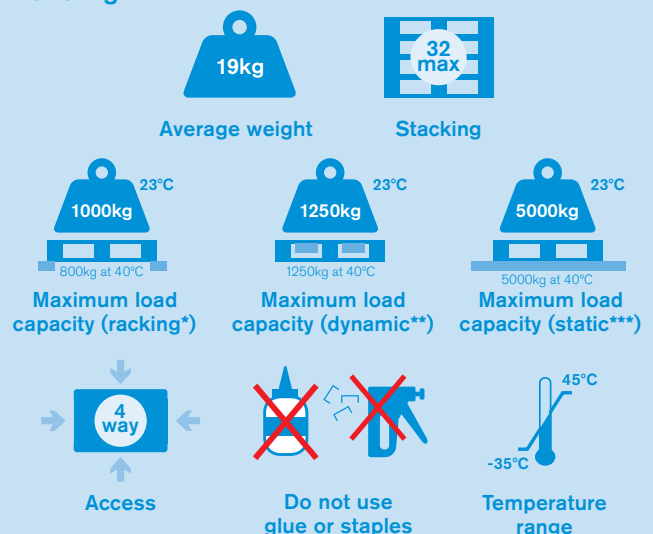 19kg
32
max
Average weight
Stacking
23°C
1000kg
800kg at 40°C
Maximum load
capacity (racking*)
23°C
1250kg
1250kg at 40°C
Maximum load
capacity (dynamic**)
23°C
5000kg
5000kg at 40°C
Maximum load
capacity (static***)
4
way
Access
Do not use
glue or staples
45°C
-35°C
Temperature
range